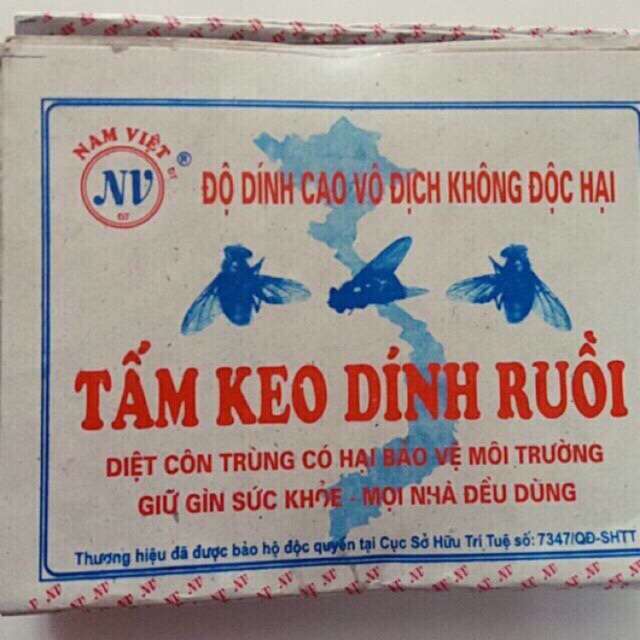 NAM VIỆT
NV ®
ĐT
ĐT
ĐỘ DÍNH CAO VÔ ĐỊCH KHÔNG ĐỘC HẠI
TẤM KEO DÍNH RUỒI
DIỆT CÔN TRÙNG CÓ HẠI BẢO VỆ MÔI TRƯỜNG
GIỮ GÌN SỨC KHỎE - MỌI NHÀ ĐỀU DÙNG
Thương hiệu đã được bảo hộ độc quyền tại Cục Sở Hữu Trí Tuệ số: 7347/QĐ-SHTT